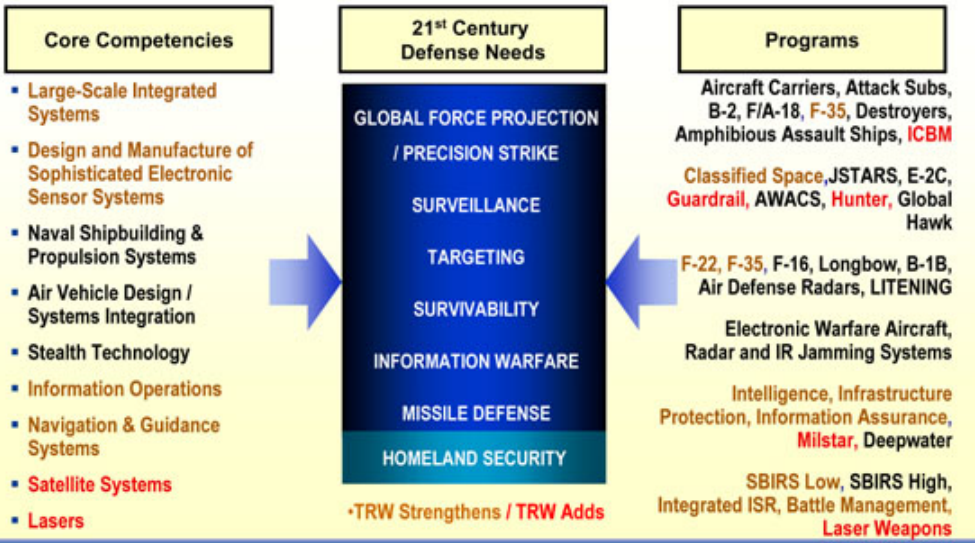 Core Competencies
Large-Scale Integrated
Systems
Design and Manufacture of
Sophisticated Electronic
Sensor Systems
Naval Shipbuilding &
Propulsion Systems
Air Vehicle Design /
Systems Integration
Stealth Technology
Information Operations
Navigation & Guidance
Systems
Satellite Systems
Lasers
21st Century
Defense Needs
GLOBAL FORCE PROJECTION
/ PRECISION STRIKE
SURVEILLANCE
TARGETING
SURVIVABILITY
INFORMATION WARFARE
MISSILE DEFENSE
HOMELAND SECURITY
•TRW Strengthens / TRW Adds
Programs
Aircraft Carriers, Attack Subs,
B-2, F/A-18, F-35, Destroyers,
Amphibious Assault Ships, ICBM
Classified Space,JSTARS, E-2C,
Guardrail, AWACS, Hunter, Global
Hawk
F-22, F-35, F-16, Longbow, B-1B,
Air Defense Radars, LITENING
Electronic Warfare Aircraft,
Radar and IR Jamming Systems
Intelligence, Infrastructure
Protection, Information Assurance,
Milstar, Deepwater
SBIRS Low, SBIRS High,
Integrated ISR, Battle Management,
Laser Weapons